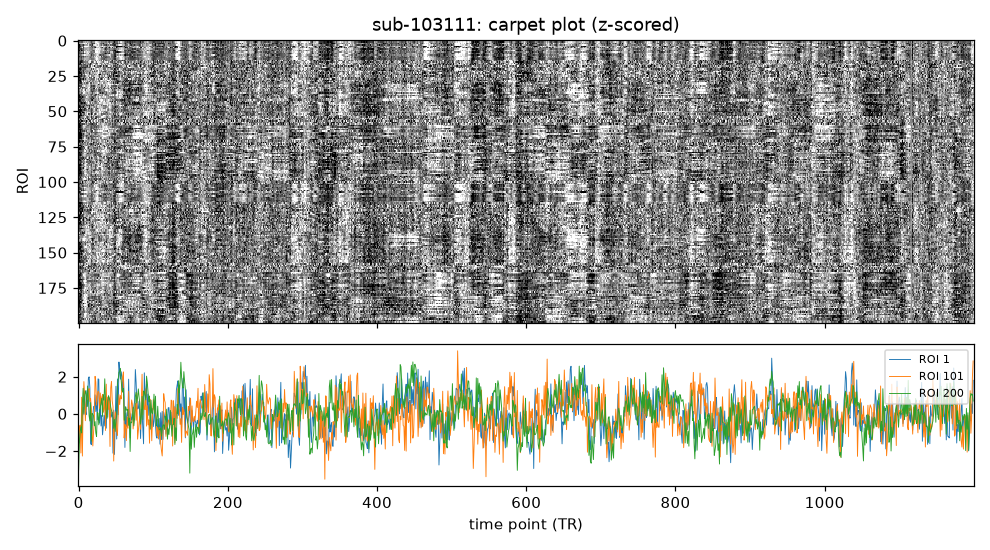 sub-103111: carpet plot (z-scored)
0
25
50
75
100
125
150
175
ROI
2
0
−2
ROI 1
ROI 101
ROI 200
0 200 400 600 800 1000
time point (TR)